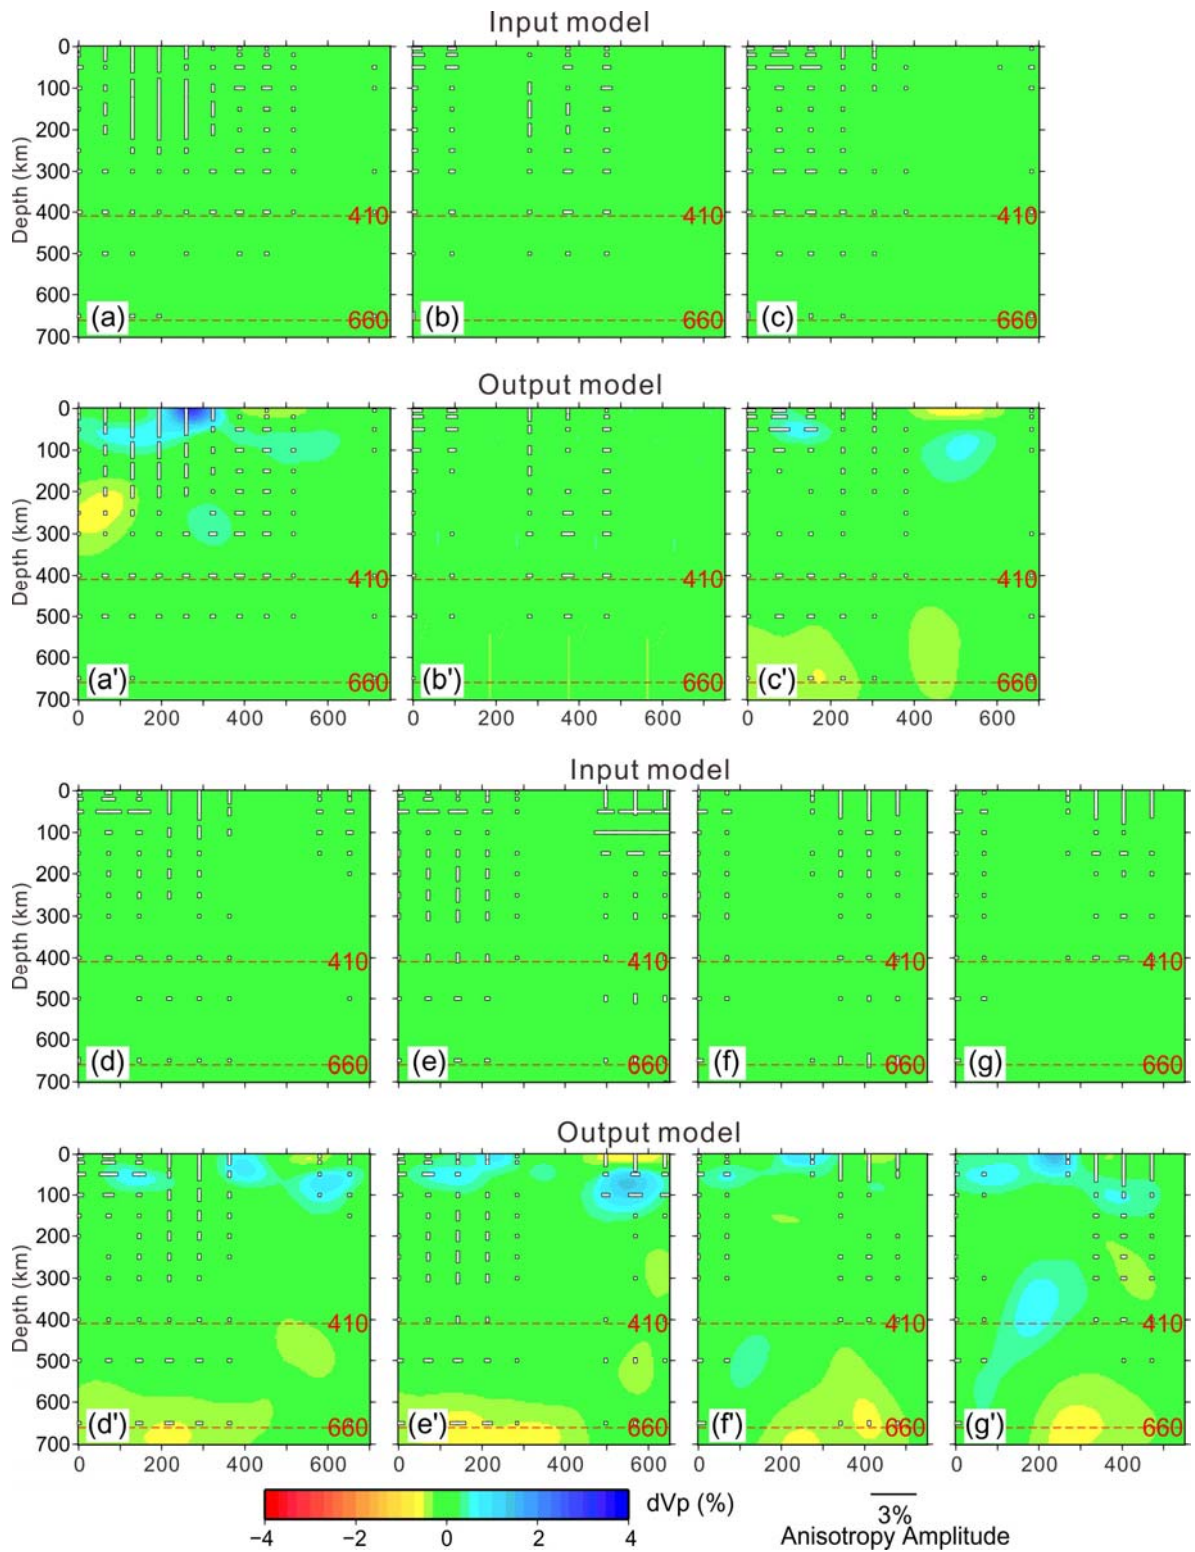 Input model
0
100
200
300
400
500
600
700
Depth (km)
410 410 410
660 660 660
(a) (b) (c)
Output model
0
100
200
300
400
500
600
700
Depth (km)
410 410 410
660 660 660
(a') (b') (c')
0 200 400 600 0 200 400 600 0 200 400 600
Input model
0
100
200
300
400
500
600
700
Depth (km)
410 410 410 410
660 660 660 660
(d) (e) (f) (g)
Output model
0
100
200
300
400
500
600
700
Depth (km)
410 410 410 410
660 660 660 660
(d') (e') (f') (g')
0 200 400 600 0 200 400 600 0 200 400 0 200 400
dVp (%)
−4 −2 0 2 4
3%
Anisotropy Amplitude